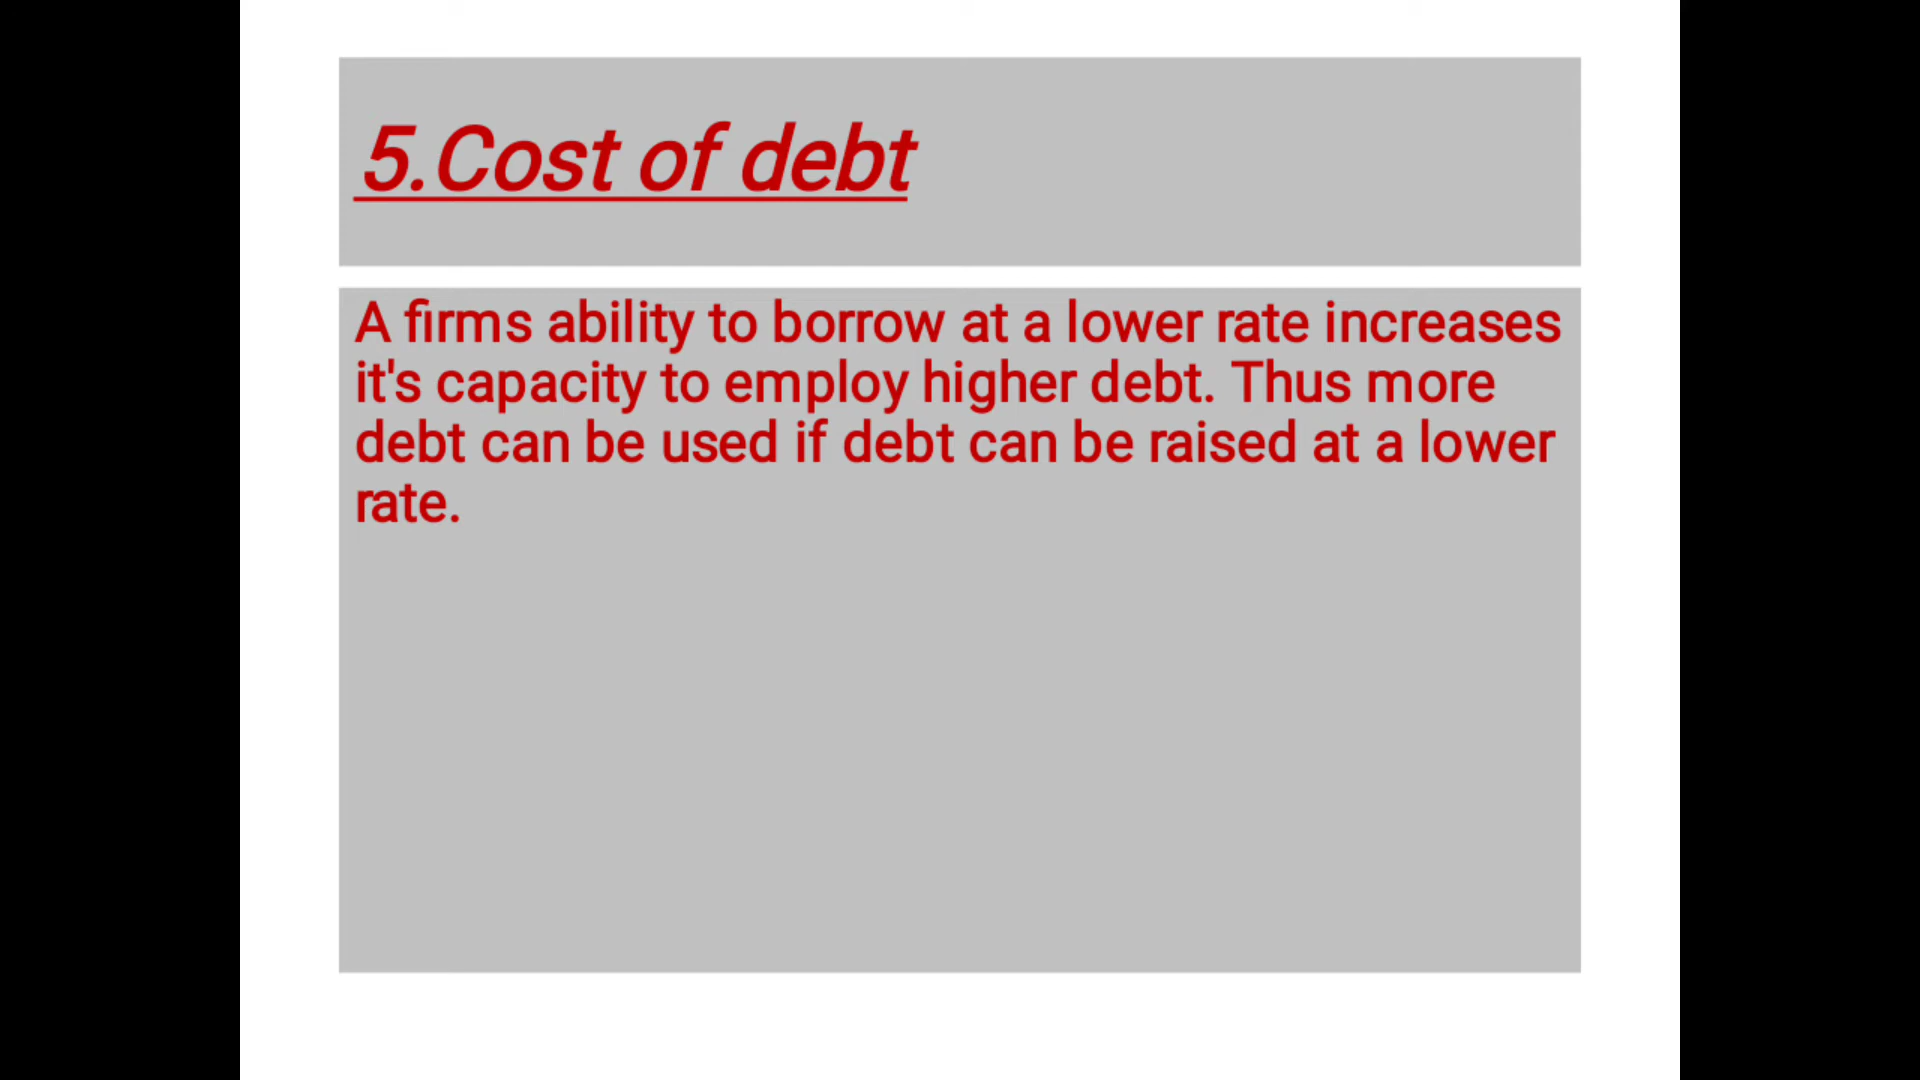 5.Cost of debt
A firms ability to borrow at a lower rate increases
it's capacity to employ higher debt. Thus more
debt can be used if debt can be raised at a lower
rate.